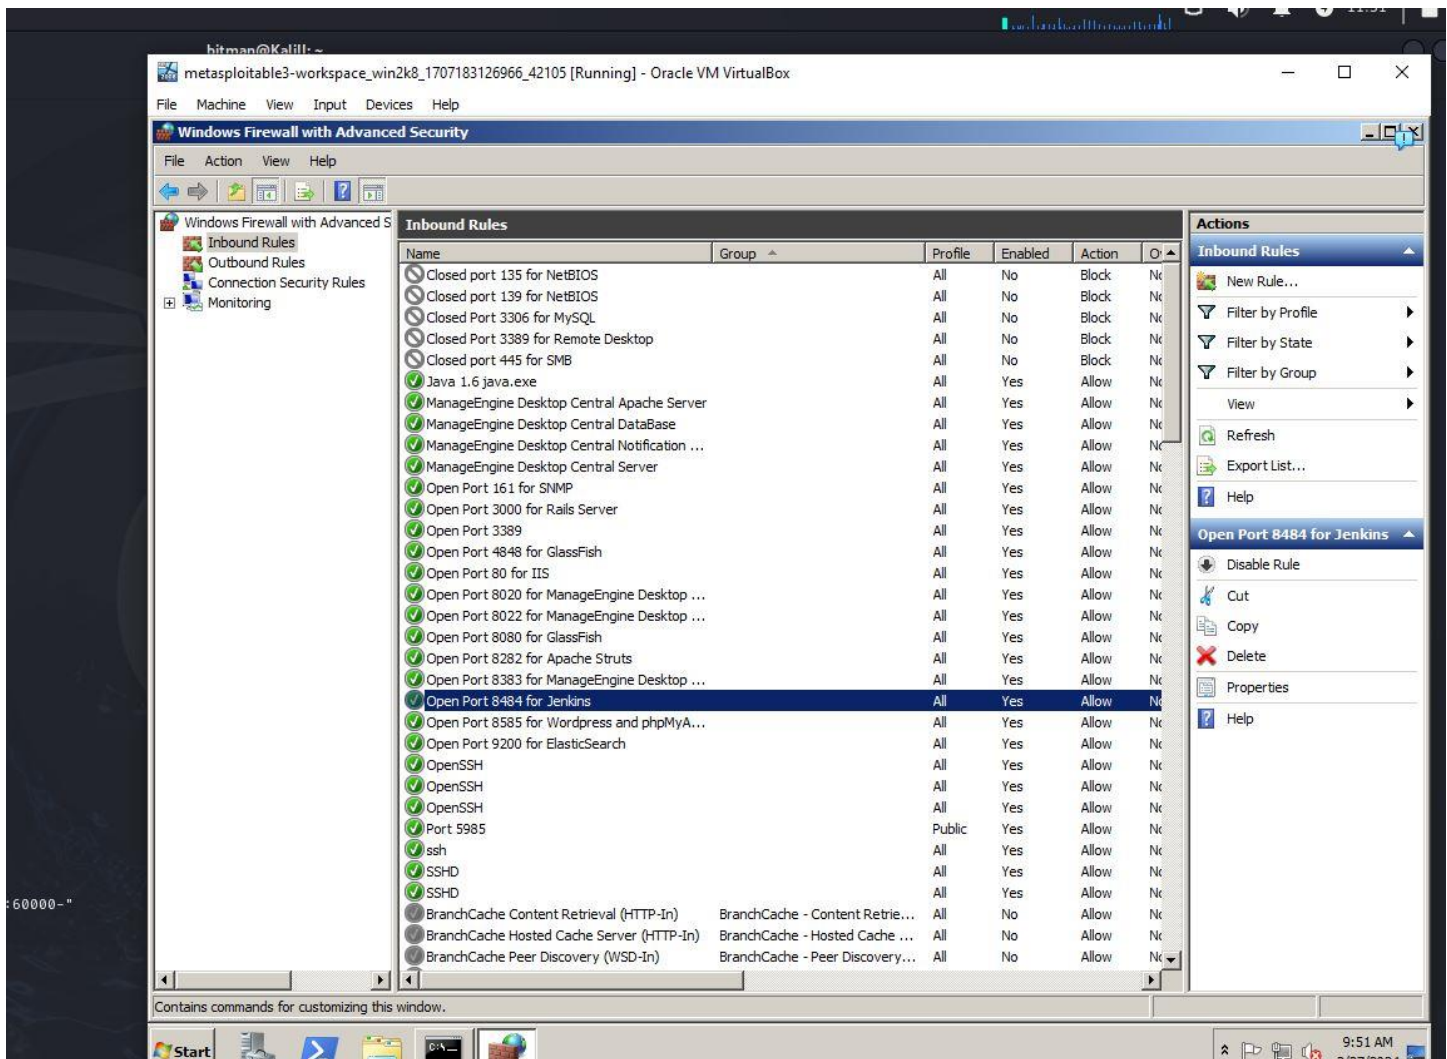 11:51
bitman@Kalill: ~
metasploitable3-workspace_win2k8_1707183126966_42105 [Running] - Oracle VM VirtualBox
File Machine View Input Devices Help
Windows Firewall with Advanced Security
File Action View Help
Windows Firewall with Advanced S
Inbound Rules
Outbound Rules
Connection Security Rules
Monitoring
Inbound Rules
Name Group Profile Enabled Action
Closed port 135 for NetBIOS All No Block
Closed port 139 for NetBIOS All No Block
Closed Port 3306 for MySQL All No Block
Closed Port 3389 for Remote Desktop All No Block
Closed port 445 for SMB All No Block
Java 1.6 java.exe All Yes Allow
ManageEngine Desktop Central Apache Server All Yes Allow
ManageEngine Desktop Central DataBase All Yes Allow
ManageEngine Desktop Central Notification ... All Yes Allow
ManageEngine Desktop Central Server All Yes Allow
Open Port 161 for SNMP All Yes Allow
Open Port 3000 for Rails Server All Yes Allow
Open Port 3389 All Yes Allow
Open Port 4848 for GlassFish All Yes Allow
Open Port 80 for IIS All Yes Allow
Open Port 8020 for ManageEngine Desktop ... All Yes Allow
Open Port 8022 for ManageEngine Desktop ... All Yes Allow
Open Port 8080 for GlassFish All Yes Allow
Open Port 8282 for Apache Struts All Yes Allow
Open Port 8383 for ManageEngine Desktop ... All Yes Allow
Open Port 8484 for Jenkins All Yes Allow
Open Port 8585 for Wordpress and phpMyA... All Yes Allow
Open Port 9200 for ElasticSearch All Yes Allow
OpenSSH All Yes Allow
OpenSSH All Yes Allow
OpenSSH All Yes Allow
Port 5985 Public Yes Allow
ssh All Yes Allow
SSHD All Yes Allow
SSHD All Yes Allow
BranchCache Content Retrieval (HTTP-In) BranchCache - Content Retrie... All No Allow
BranchCache Hosted Cache Server (HTTP-In) BranchCache - Hosted Cache ... All No Allow
BranchCache Peer Discovery (WSD-In) BranchCache - Peer Discovery... All No Allow
Actions
Inbound Rules
New Rule...
Filter by Profile
Filter by State
Filter by Group
View
Refresh
Export List...
Help
Open Port 8484 for Jenkins
Disable Rule
Cut
Copy
Delete
Properties
Help
:60000-"
Contains commands for customizing this window.
Start
9:51 AM